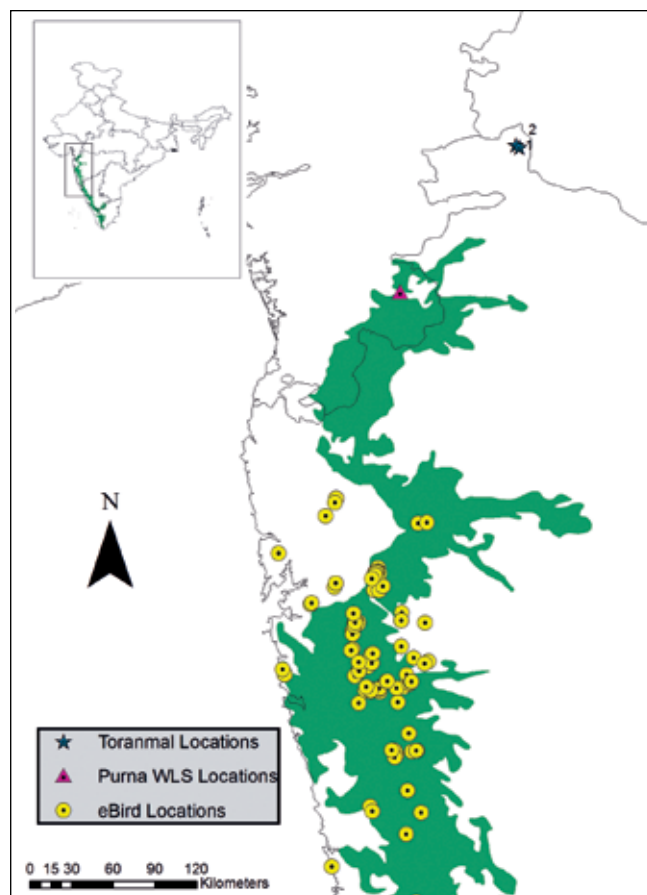 2
1
N
Toranmal Locations
Purna WLS Locations
eBird Locations
0 15 30 60 90 120
Kilometers